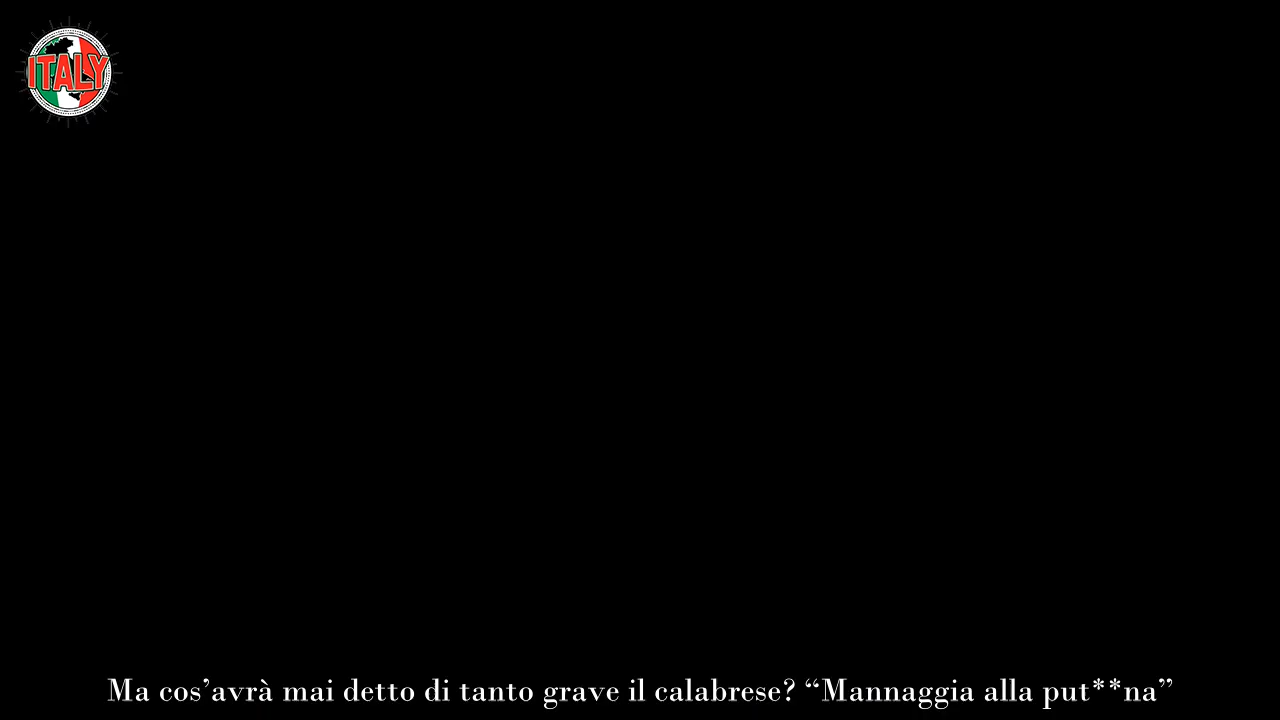 ITALY
Ma cos’avrà mai detto di tanto grave il calabrese? “Mannaggia alla put**na”